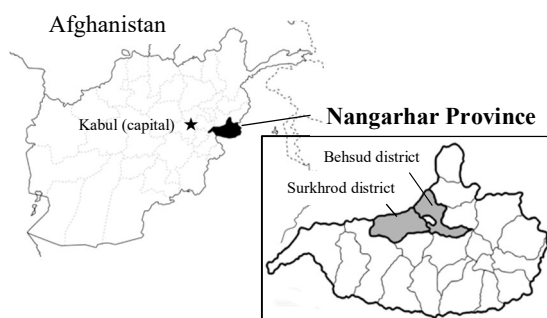 Afghanistan
Kabul (capital)
Nangarhar Province
Behsud district
Surkhrod district